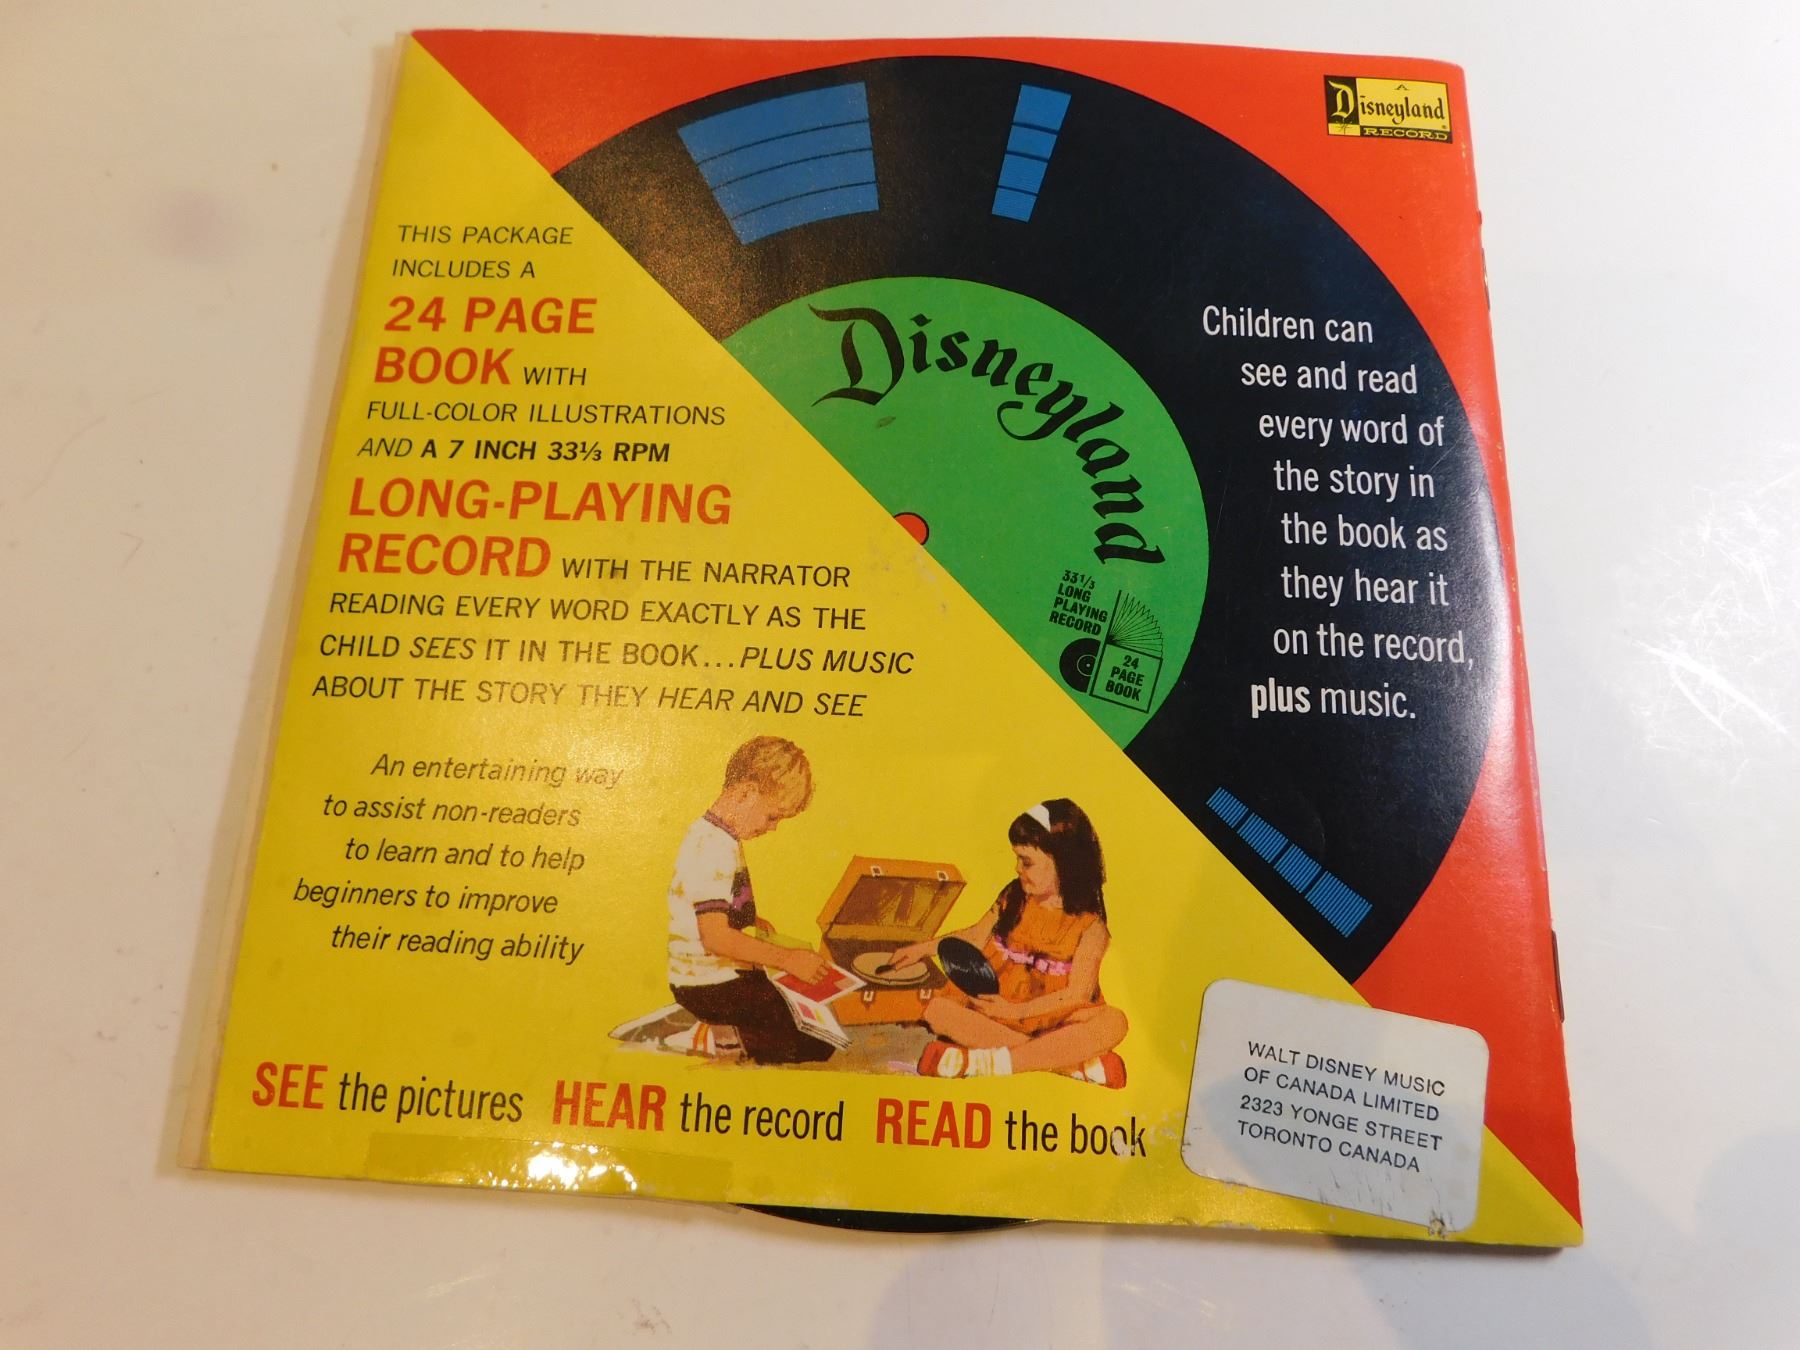 A
Disneyland
RECORD
THIS PACKAGE
INCLUDES A
24 PAGE
BOOK WITH
FULL-COLOR ILLUSTRATIONS
AND A 7 INCH 33⅓ RPM
LONG-PLAYING
RECORD WITH THE NARRATOR
READING EVERY WORD EXACTLY AS THE
CHILD SEES IT IN THE BOOK...PLUS MUSIC
ABOUT THE STORY THEY HEAR AND SEE
An entertaining way
to assist non-readers
to learn and to help
beginners to improve
their reading ability
Disneyland
33⅓
LONG
PLAYING
RECORD
24
PAGE
BOOK
Children can
see and read
every word of
the story in
the book as
they hear it
on the record,
plus music.
SEE the pictures HEAR the record READ the book
WALT DISNEY MUSIC
OF CANADA LIMITED
2323 YONGE STREET
TORONTO CANADA